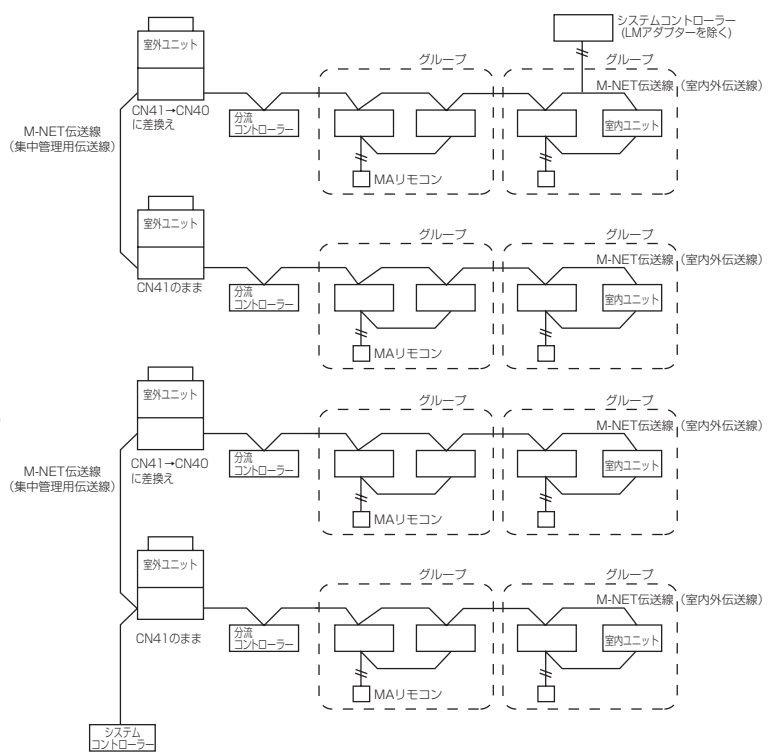 システムコントローラー
(LMアダプターを除く)
室外ユニット
グループ
グループ
M-NET伝送線（室内外伝送線）
CN41→CN40
に差換え
分流
コントローラー
室内ユニット
M-NET伝送線
（集中管理用伝送線）
MAリモコン
室外ユニット
グループ
グループ
M-NET伝送線（室内外伝送線）
CN41のまま
分流
コントローラー
室内ユニット
MAリモコン
室外ユニット
グループ
グループ
M-NET伝送線（室内外伝送線）
CN41→CN40
に差換え
分流
コントローラー
室内ユニット
M-NET伝送線
（集中管理用伝送線）
MAリモコン
室外ユニット
グループ
グループ
M-NET伝送線（室内外伝送線）
CN41のまま
分流
コントローラー
室内ユニット
MAリモコン
システム
コントローラー